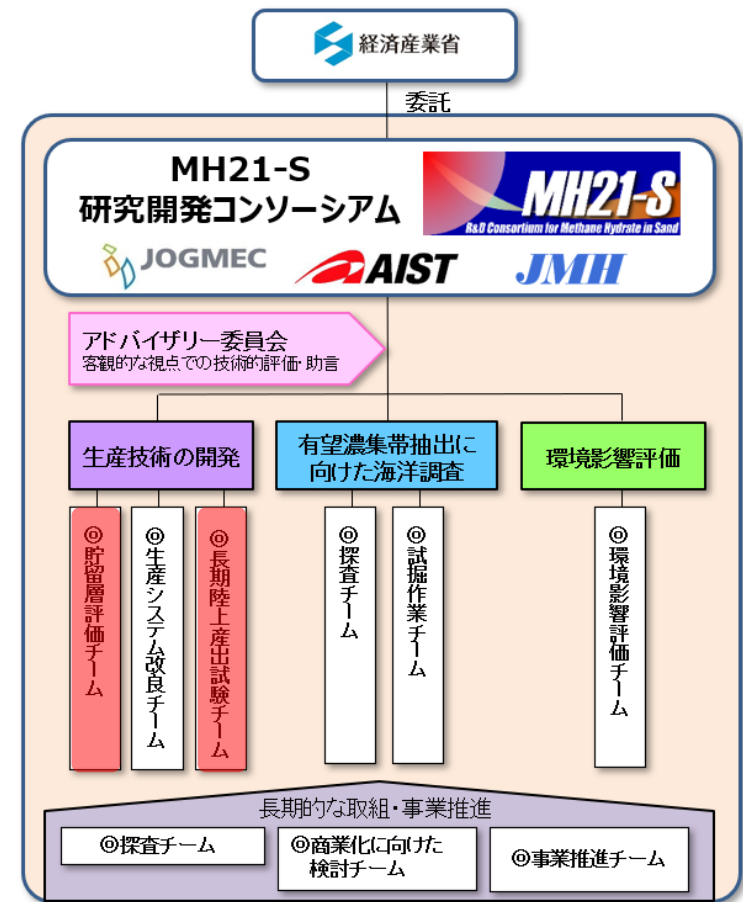 経済産業省
委託
MH21-S
研究開発コンソーシアム
MH21-S
R&D Consortium for Methane Hydrate in Sand
JOGMEC
AIST
JMH
アドバイザリー委員会
客観的な視点での技術的評価・助言
生産技術の開発
有望濃集帯抽出に
向けた海洋調査
環境影響評価
◎貯留層評価チーム
◎生産システム改良チーム
◎長期陸上産出試験チーム
◎探査チーム
◎試掘作業チーム
◎環境影響評価チーム
長期的な取組・事業推進
◎探査チーム
◎商業化に向けた
検討チーム
◎事業推進チーム